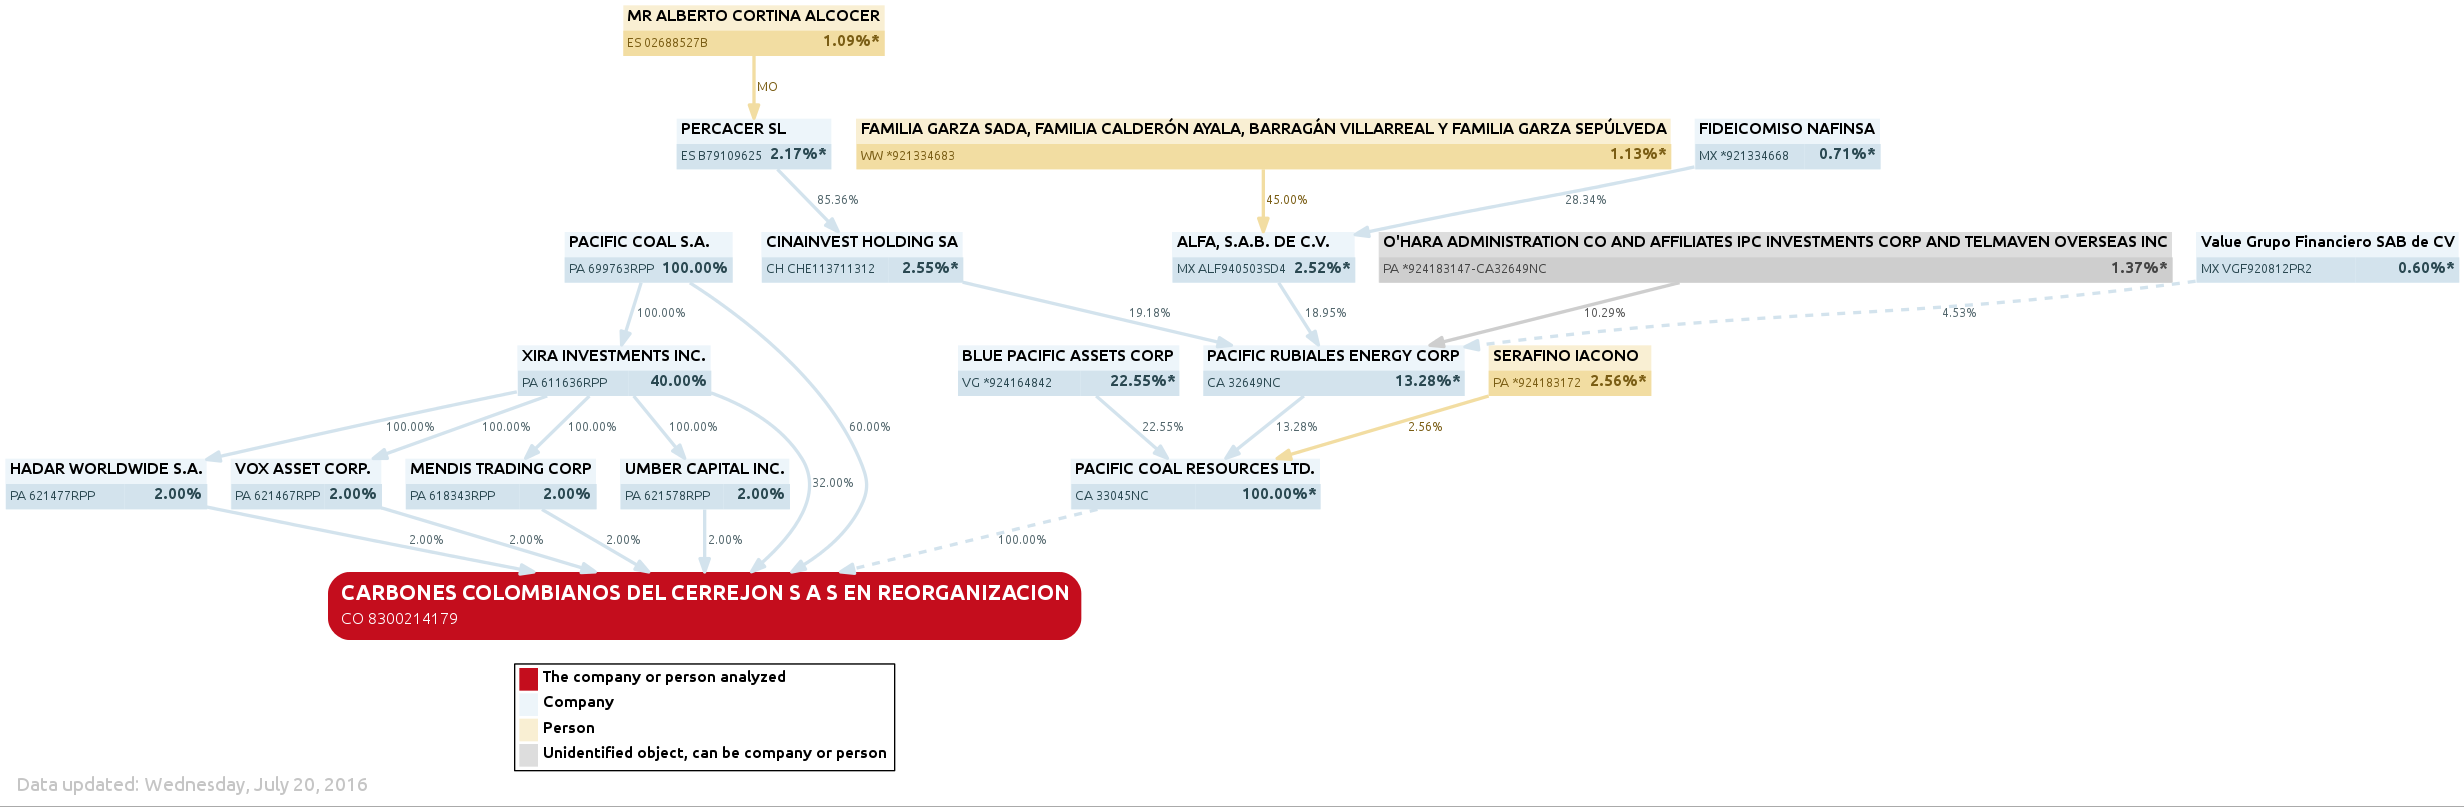 MR ALBERTO CORTINA ALCOCER
ES 02688527B 1.09%*
MO
PERCACER SL
ES B79109625 2.17%*
FAMILIA GARZA SADA, FAMILIA CALDERÓN AYALA, BARRAGÁN VILLARREAL Y FAMILIA GARZA SEPÚLVEDA
WW *921334683 1.13%*
FIDEICOMISO NAFINSA
MX *921334668 0.71%*
85.36%
45.00%
28.34%
PACIFIC COAL S.A.
PA 699763RPP 100.00%
CINAINVEST HOLDING SA
CH CHE113711312 2.55%*
ALFA, S.A.B. DE C.V.
MX ALF940503SD4 2.52%*
O'HARA ADMINISTRATION CO AND AFFILIATES IPC INVESTMENTS CORP AND TELMAVEN OVERSEAS INC
PA *924183147-CA32649NC 1.37%*
Value Grupo Financiero SAB de CV
MX VGF920812PR2 0.60%*
100.00%
19.18%
18.95%
10.29%
4.53%
XIRA INVESTMENTS INC.
PA 611636RPP 40.00%
BLUE PACIFIC ASSETS CORP
VG *924164842 22.55%*
PACIFIC RUBIALES ENERGY CORP
CA 32649NC 13.28%*
SERAFINO IACONO
PA *924183172 2.56%*
100.00%
100.00%
100.00%
100.00%
60.00%
22.55%
13.28%
2.56%
HADAR WORLDWIDE S.A.
PA 621477RPP 2.00%
VOX ASSET CORP.
PA 621467RPP 2.00%
MENDIS TRADING CORP
PA 618343RPP 2.00%
UMBER CAPITAL INC.
PA 621578RPP 2.00%
32.00%
PACIFIC COAL RESOURCES LTD.
CA 33045NC 100.00%*
2.00%
2.00%
2.00%
2.00%
100.00%
CARBONES COLOMBIANOS DEL CERREJON S A S EN REORGANIZACION
CO 8300214179
The company or person analyzed
Company
Person
Unidentified object, can be company or person
Data updated: Wednesday, July 20, 2016